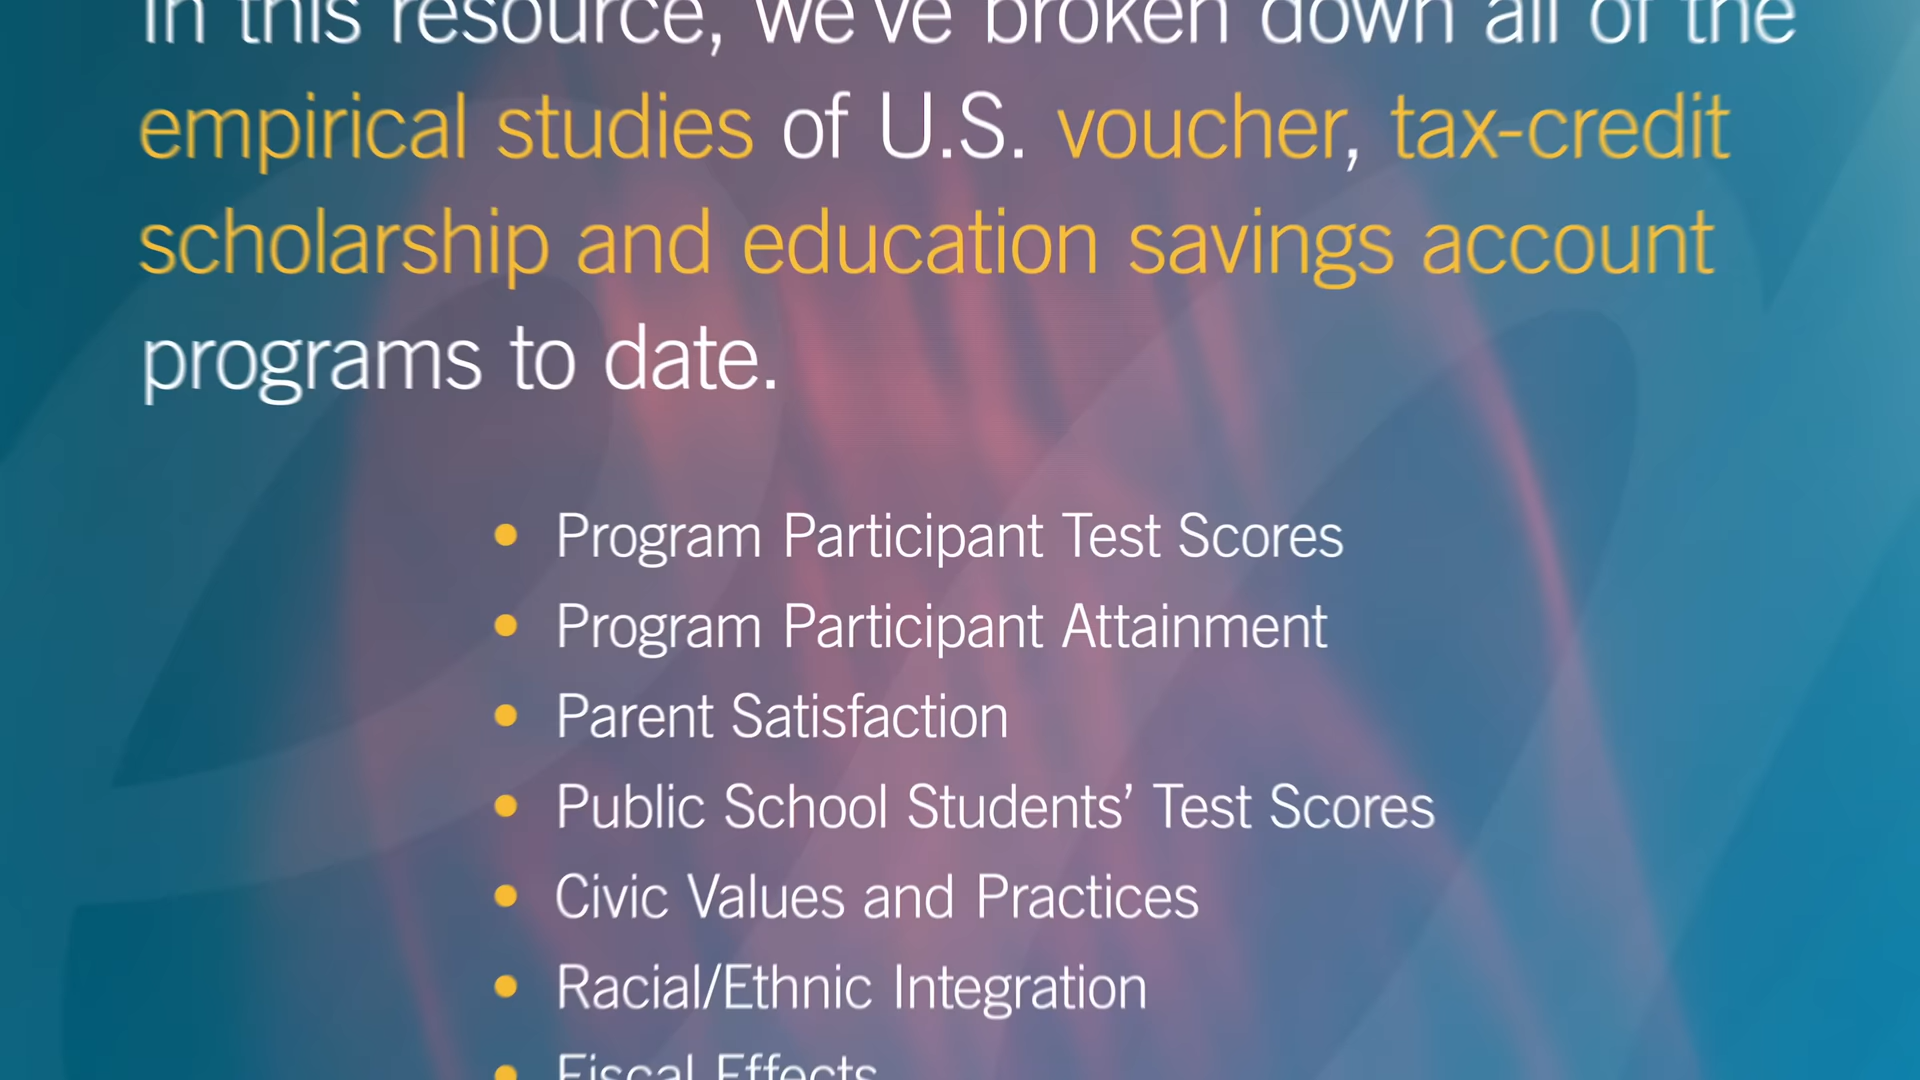 In this resource, we've broken down all of the
empirical studies of U.S. voucher, tax-credit
scholarship and education savings account
programs to date.
• Program Participant Test Scores
• Program Participant Attainment
• Parent Satisfaction
• Public School Students’ Test Scores
• Civic Values and Practices
• Racial/Ethnic Integration
• Fiscal Effects